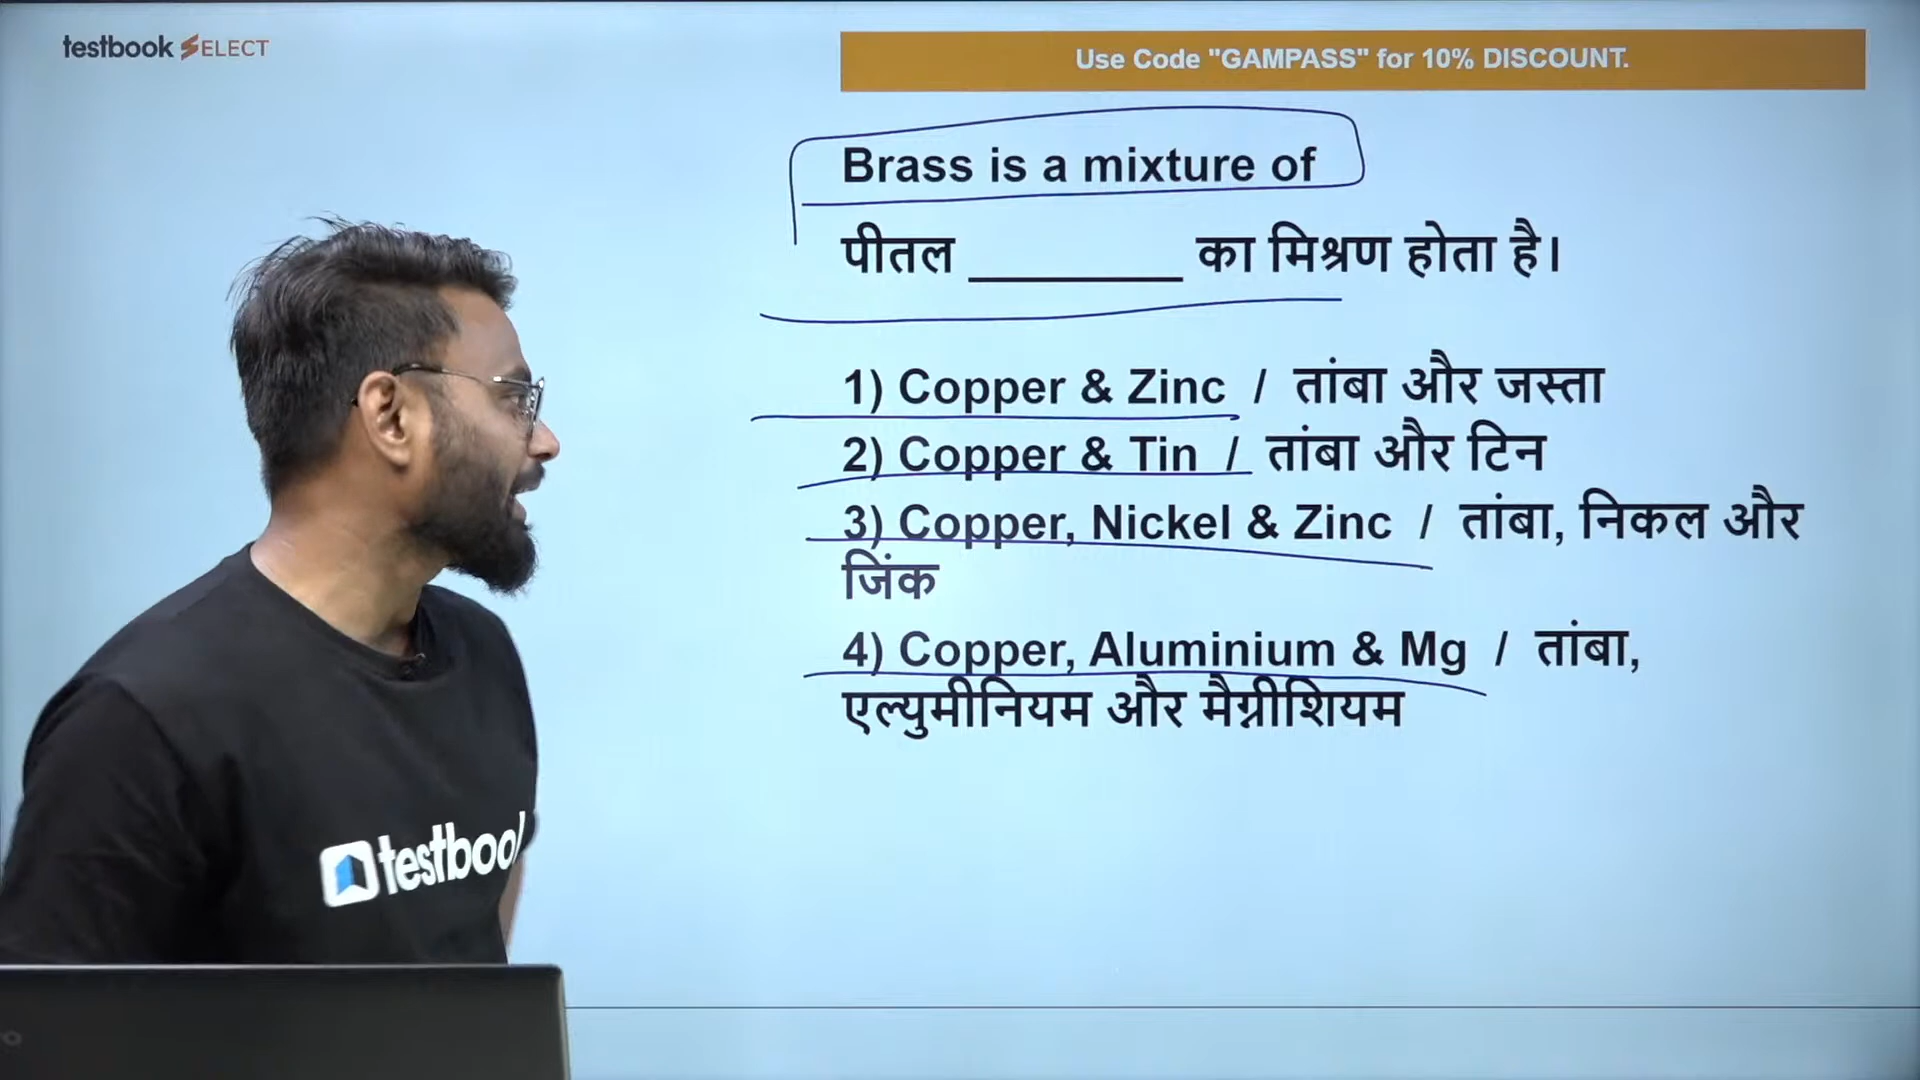 testbook SELECT
Use Code "GAMPASS" for 10% DISCOUNT.
Brass is a mixture of
पीतल ________ का मिश्रण होता है।
1) Copper & Zinc / तांबा और जस्ता
2) Copper & Tin / तांबा और टिन
3) Copper, Nickel & Zinc / तांबा, निकल और
जिंक
4) Copper, Aluminium & Mg / तांबा,
एल्युमीनियम और मैग्नीशियम
testbook